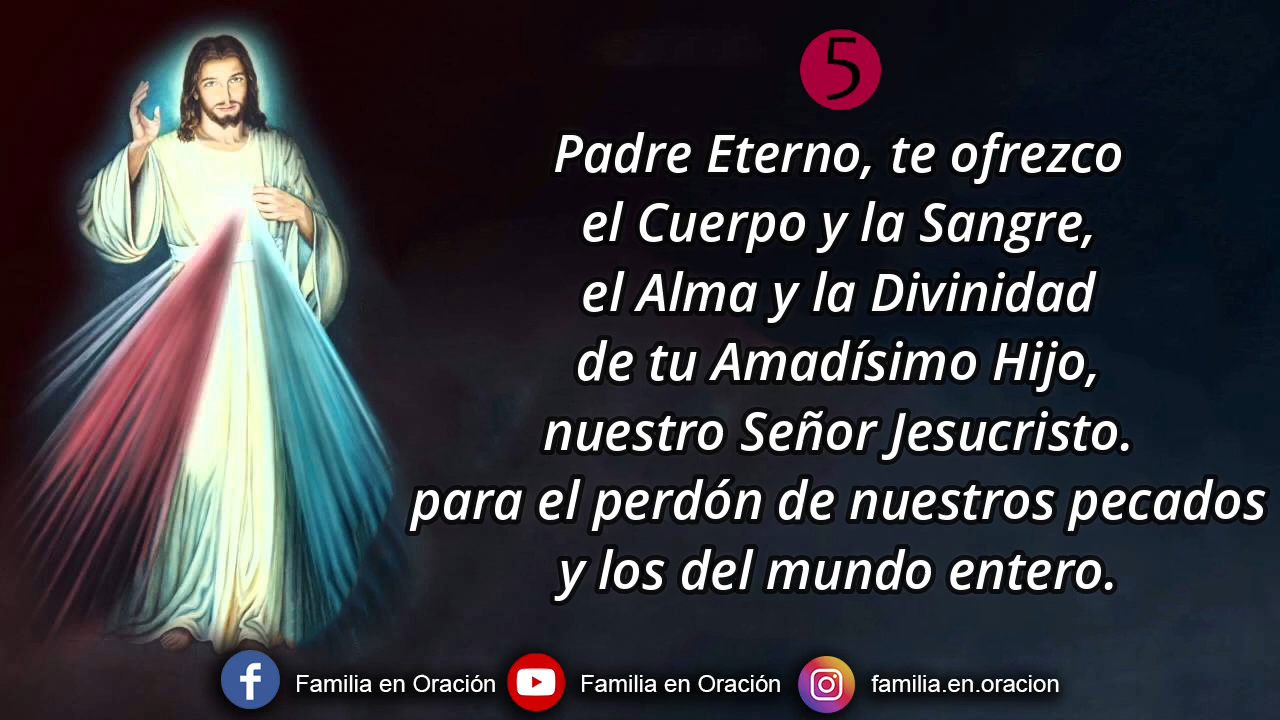 5
Padre Eterno, te ofrezco
el Cuerpo y la Sangre,
el Alma y la Divinidad
de tu Amadísimo Hijo,
nuestro Señor Jesucristo.
para el perdón de nuestros pecados
y los del mundo entero.
Familia en Oración Familia en Oración familia.en.oracion